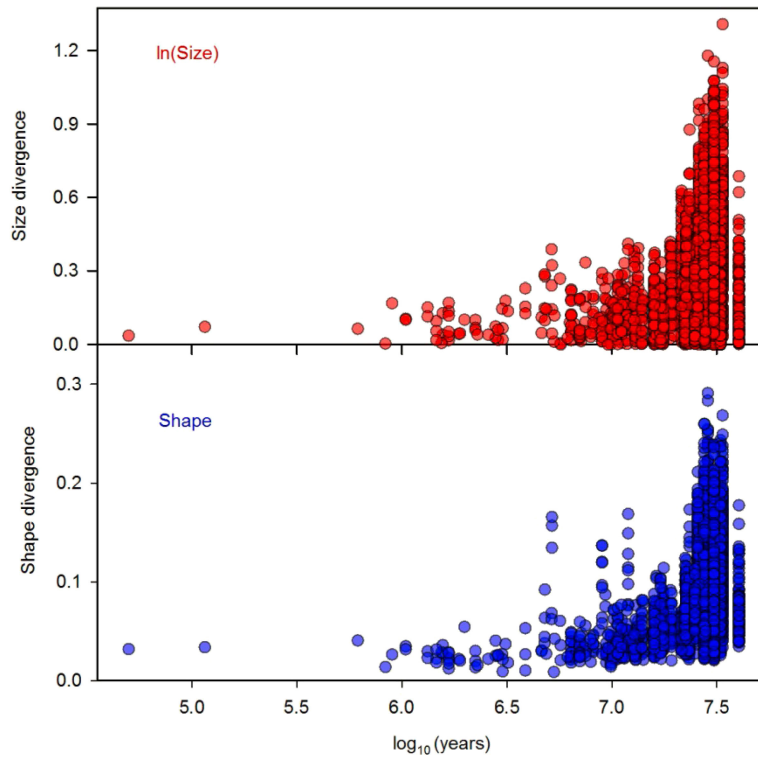 ln(Size)
Size divergence
1.2
0.9
0.6
0.3
0.0
Shape
Shape divergence
0.3
0.2
0.1
0.0
5.0 5.5 6.0 6.5 7.0 7.5
log₁₀(years)